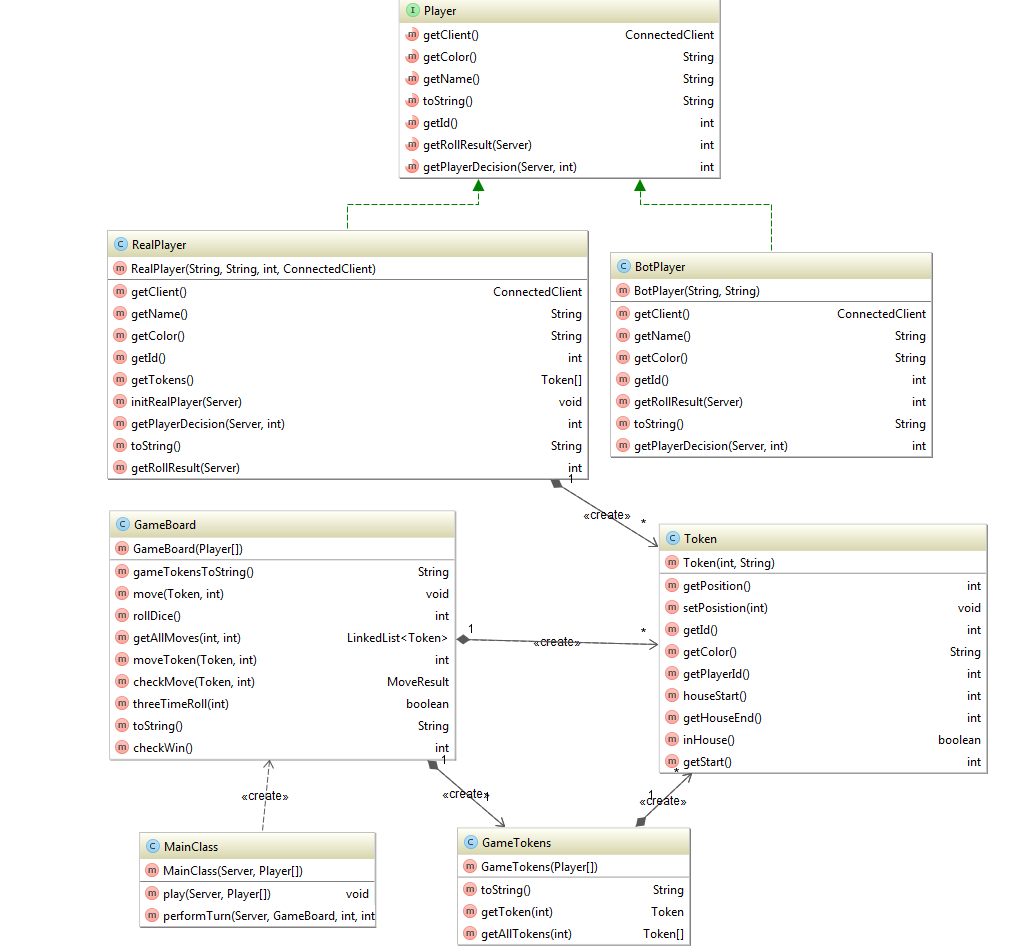 I Player
m getClient() ConnectedClient
m getColor() String
m getName() String
m toString() String
m getId() int
m getRollResult(Server) int
m getPlayerDecision(Server, int) int
C RealPlayer
m RealPlayer(String, String, int, ConnectedClient)
m getClient() ConnectedClient
m getName() String
m getColor() String
m getId() int
m getTokens() Token[]
m initRealPlayer(Server) void
m getPlayerDecision(Server, int) int
m toString() String
m getRollResult(Server) int
C BotPlayer
m BotPlayer(String, String)
m getClient() ConnectedClient
m getName() String
m getColor() String
m getId() int
m getRollResult(Server) int
m toString() String
m getPlayerDecision(Server, int) int
1
«create»
*
C GameBoard
m GameBoard(Player[])
m gameTokensToString() String
m move(Token, int) void
m rollDice() int
m getAllMoves(int, int) LinkedList<Token>
m moveToken(Token, int) int
m checkMove(Token, int) MoveResult
m threeTimeRoll(int) boolean
m toString() String
m checkWin() int
1
«create»
*
C Token
m Token(int, String)
m getPosition() int
m setPosistion(int) void
m getId() int
m getColor() String
m getPlayerId() int
m houseStart() int
m getHouseEnd() int
m inHouse() boolean
m getStart() int
1
«create»
1
*
1
«create»
«create»
C MainClass
m MainClass(Server, Player[])
m play(Server, Player[]) void
m performTurn(Server, GameBoard, int, int
C GameTokens
m GameTokens(Player[])
m toString() String
m getToken(int) Token
m getAllTokens(int) Token[]